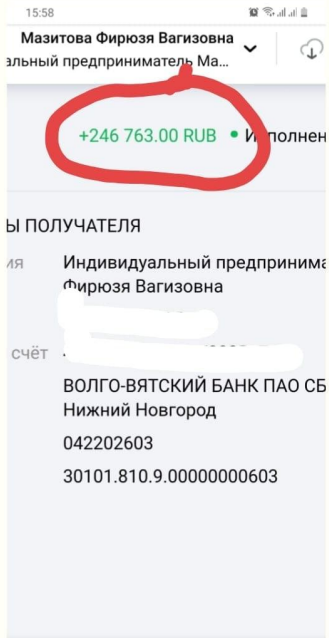 15:58
Мазитова Фирюзя Вагизовна
альный предприниматель Ма...
+246 763.00 RUB • Исполнен
Ы ПОЛУЧАТЕЛЯ
ия Индивидуальный предпринима
Фирюзя Вагизовна
счёт
ВОЛГО-ВЯТСКИЙ БАНК ПАО СБ
Нижний Новгород
042202603
30101.810.9.00000000603